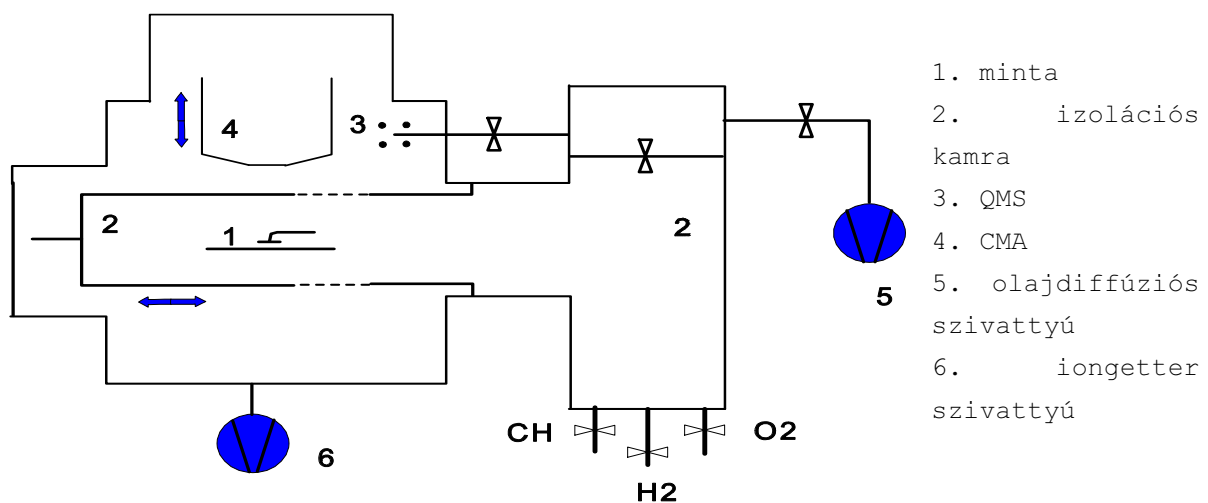 4
3
2
1
2
5
6
CH
O2
H2
1. minta
2. izolációs
kamra
3. QMS
4. CMA
5. olajdiffúziós
szivattyú
6. iongetter
szivattyú